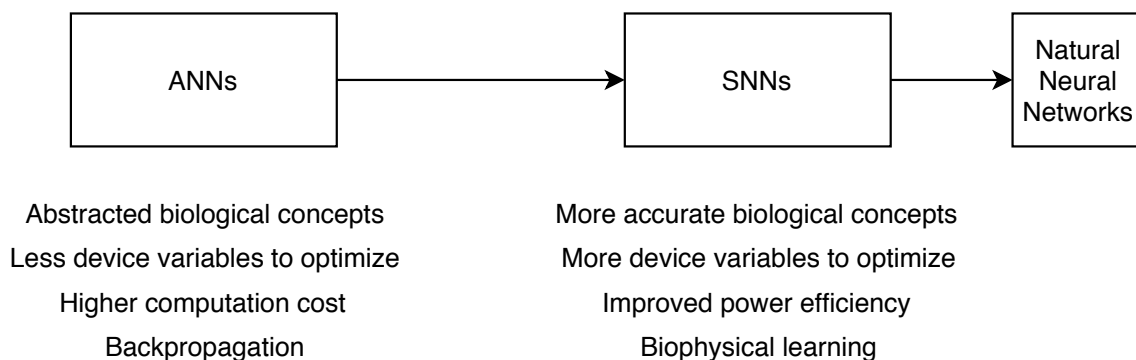 ANNs
SNNs
Natural
Neural
Networks
Abstracted biological concepts
Less device variables to optimize
Higher computation cost
Backpropagation
More accurate biological concepts
More device variables to optimize
Improved power efficiency
Biophysical learning